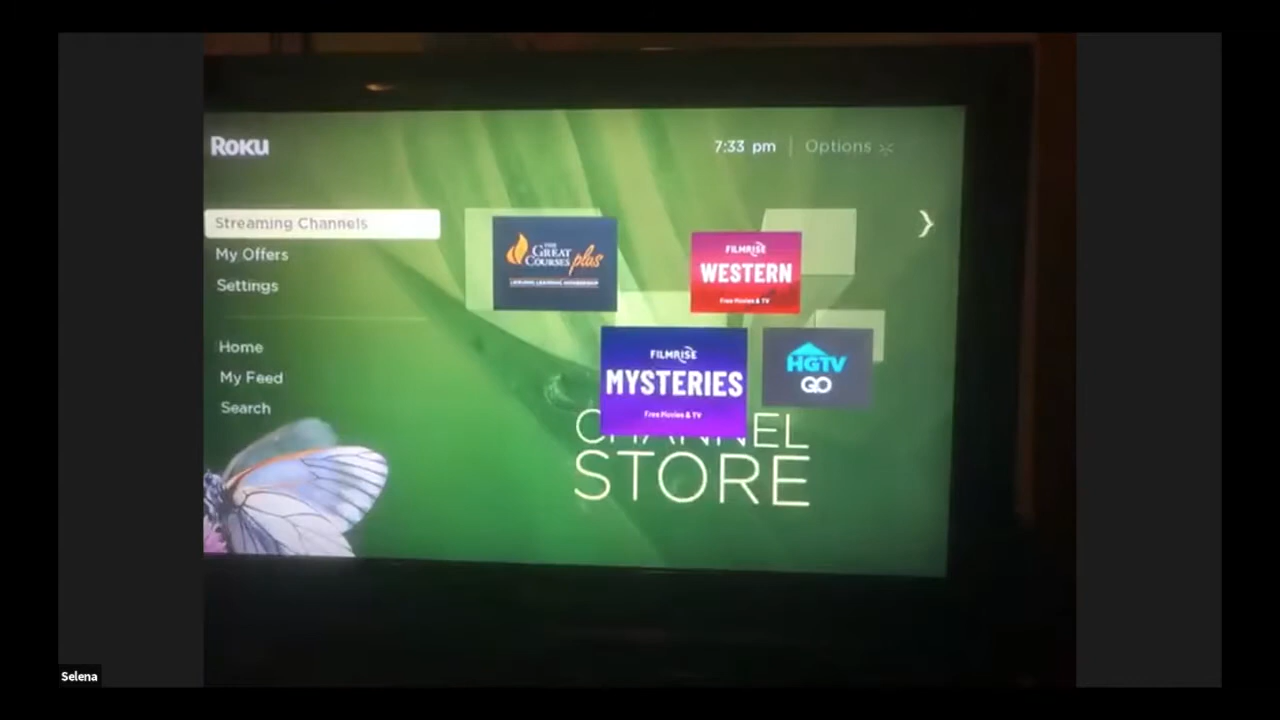 Roku
7:33 pm | Options
Streaming Channels
My Offers
Settings
Home
My Feed
Search
THE
GREAT
COURSES plus
FILMRISE
WESTERN
Free Movies & TV
FILMRISE
MYSTERIES
Free Movies & TV
HGTV
GO
CHANNEL
STORE
Selena